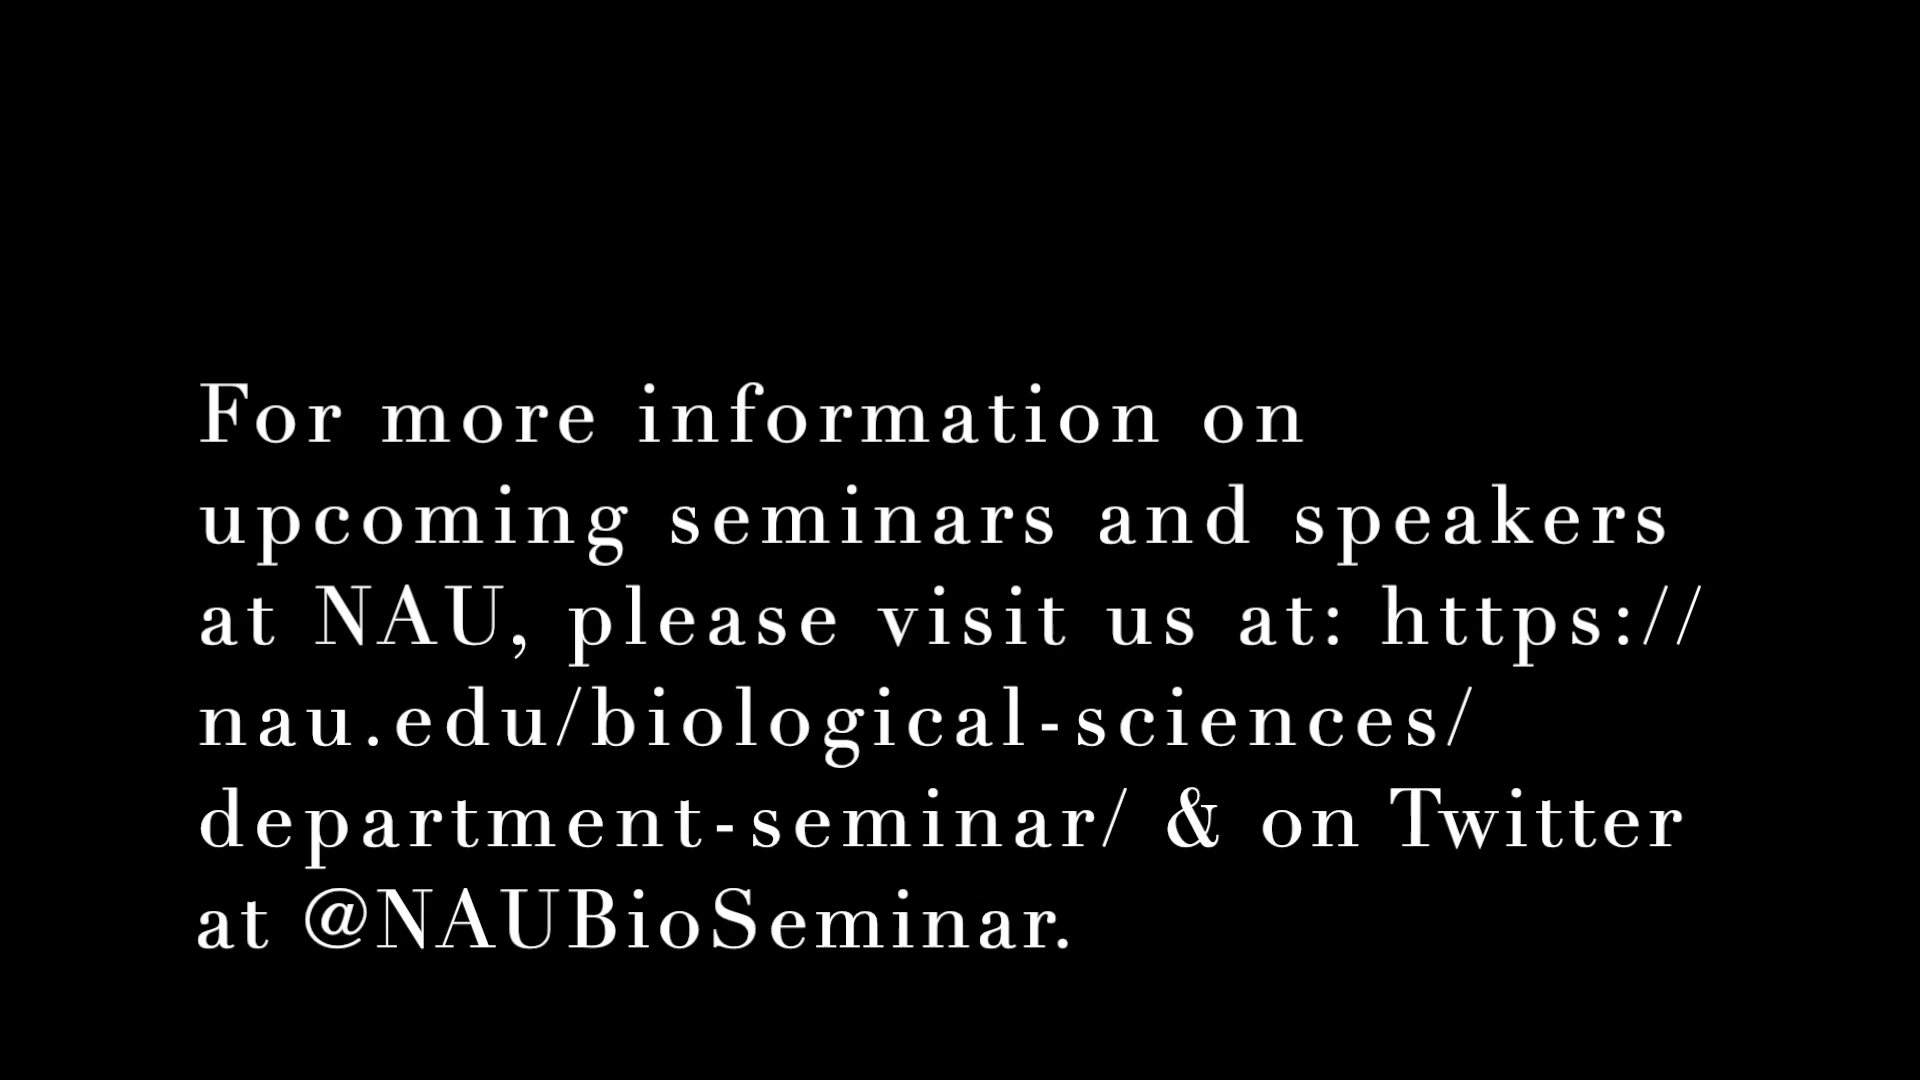 For more information on
upcoming seminars and speakers
at NAU, please visit us at: https://
nau.edu/biological-sciences/
department-seminar/ & on Twitter
at @NAUBioSeminar.